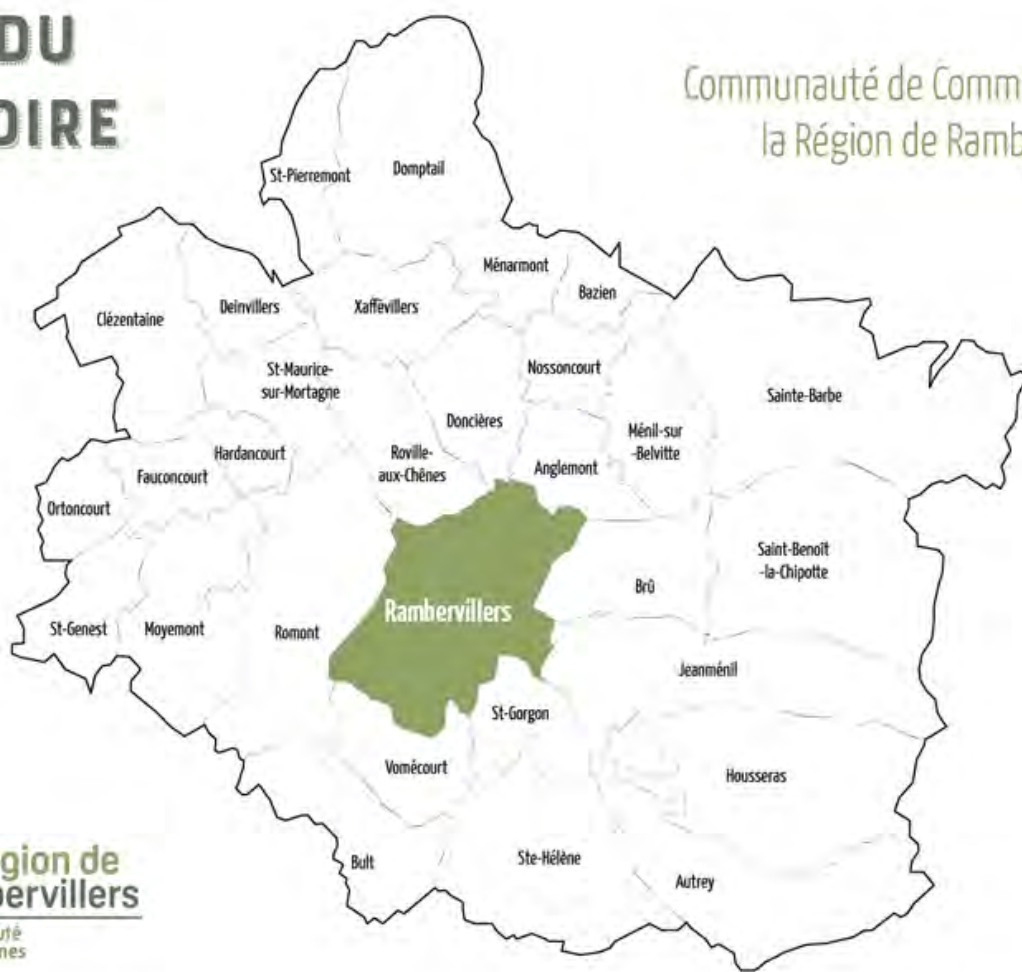 DU
OIRE
Communauté de Comm
la Région de Ramb
St-Pierremont
Domptail
Ménarmont
Bazien
Clézentaine
Deinvillers
Xaffévillers
St-Maurice-
sur-Mortagne
Nossoncourt
Sainte-Barbe
Doncières
Ménil-sur
-Belvitte
Hardancourt
Roville-
aux-Chênes
Anglemont
Fauconcourt
Ortoncourt
Saint-Benoît
-la-Chipotte
Brû
Rambervillers
St-Genest
Moyemont
Romont
Jeanménil
St-Gorgon
Vomécourt
Housseras
Bult
Ste-Hélène
Autrey
gion de
bervillers
uté
nes